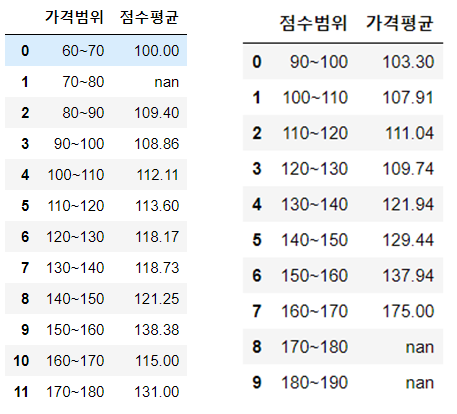 가격범위 점수평균
0 60~70 100.00
1 70~80 nan
2 80~90 109.40
3 90~100 108.86
4 100~110 112.11
5 110~120 113.60
6 120~130 118.17
7 130~140 118.73
8 140~150 121.25
9 150~160 138.38
10 160~170 115.00
11 170~180 131.00
점수범위 가격평균
0 90~100 103.30
1 100~110 107.91
2 110~120 111.04
3 120~130 109.74
4 130~140 121.94
5 140~150 129.44
6 150~160 137.94
7 160~170 175.00
8 170~180 nan
9 180~190 nan